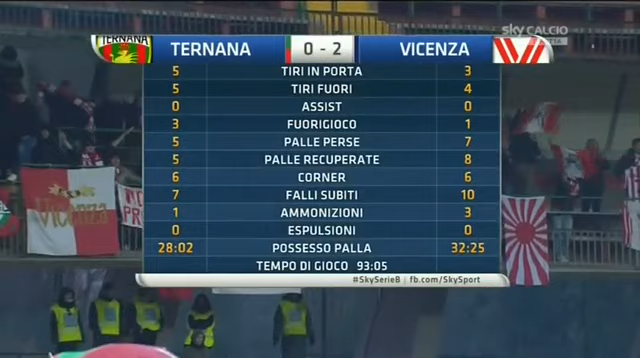 sky CALCIO
TERNANA
TERNANA 0 - 2 VICENZA
5 TIRI IN PORTA 3
5 TIRI FUORI 4
0 ASSIST 0
3 FUORIGIOCO 1
5 PALLE PERSE 7
5 PALLE RECUPERATE 8
6 CORNER 6
7 FALLI SUBITI 10
1 AMMONIZIONI 3
0 ESPULSIONI 0
28:02 POSSESSO PALLA 32:25
TEMPO DI GIOCO 93:05
#SkySerieB | fb.com/SkySport
Vicenza